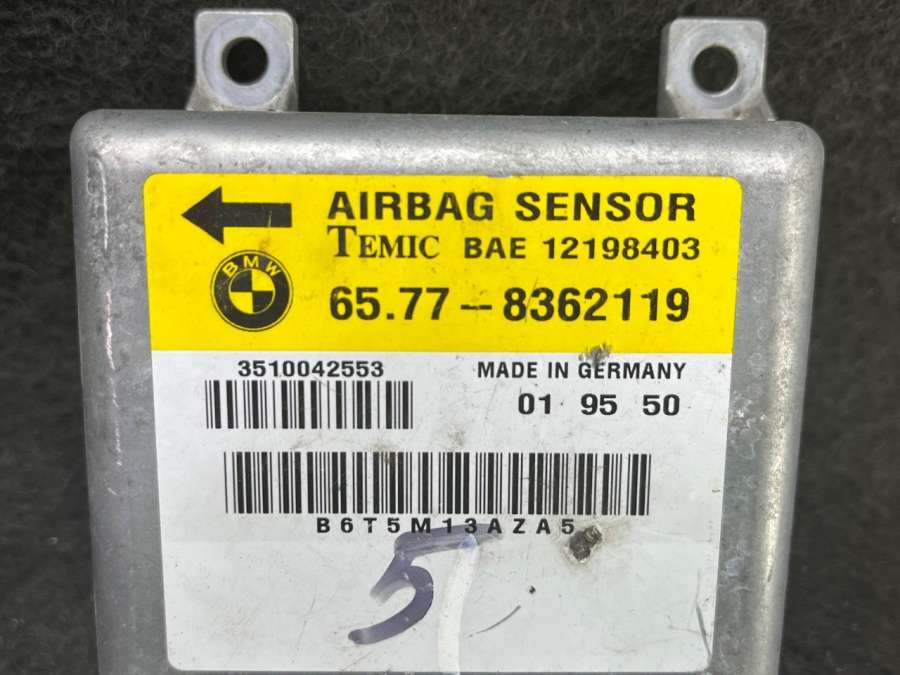 AIRBAG SENSOR
TEMIC BAE 12198403
BMW
65.77-8362119
3510042553
MADE IN GERMANY
01 95 50
B6T5M13AZA5
5